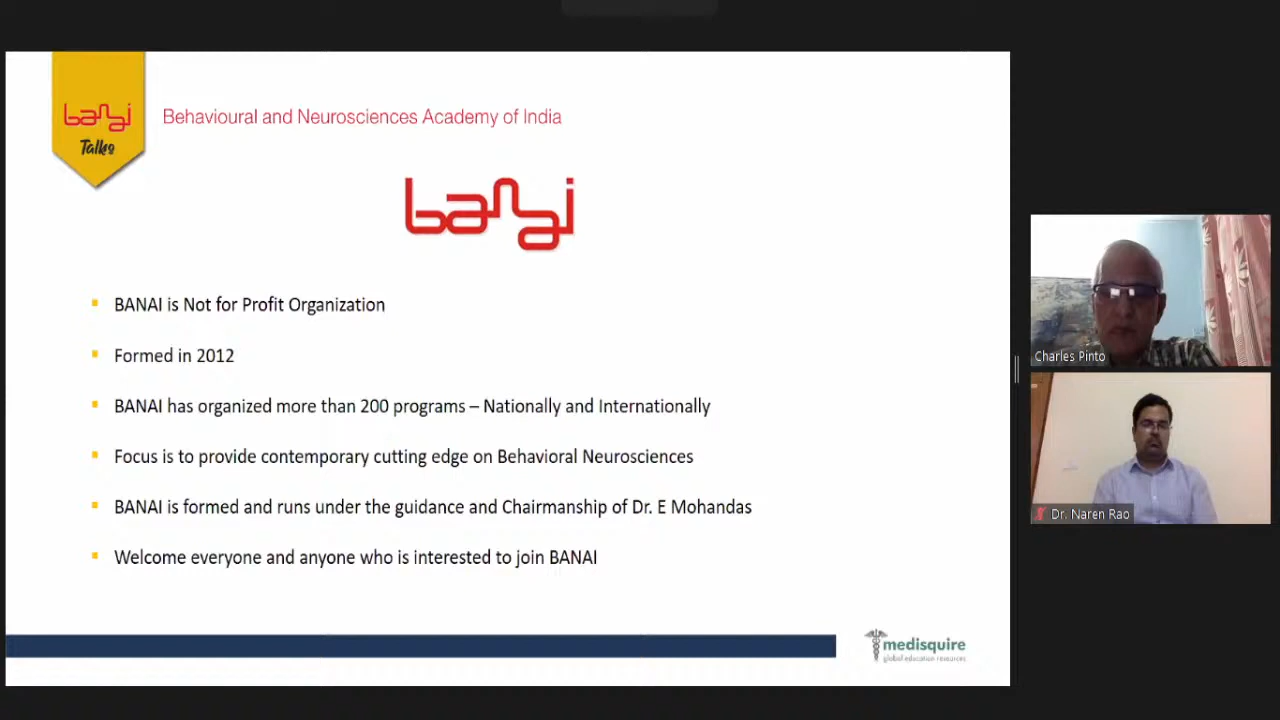 banai
Talks
Behavioural and Neurosciences Academy of India
banai
BANAI is Not for Profit Organization
Formed in 2012
BANAI has organized more than 200 programs – Nationally and Internationally
Focus is to provide contemporary cutting edge on Behavioral Neurosciences
BANAI is formed and runs under the guidance and Chairmanship of Dr. E Mohandas
Welcome everyone and anyone who is interested to join BANAI
medisquire
global education resources
Charles Pinto
Dr. Naren Rao